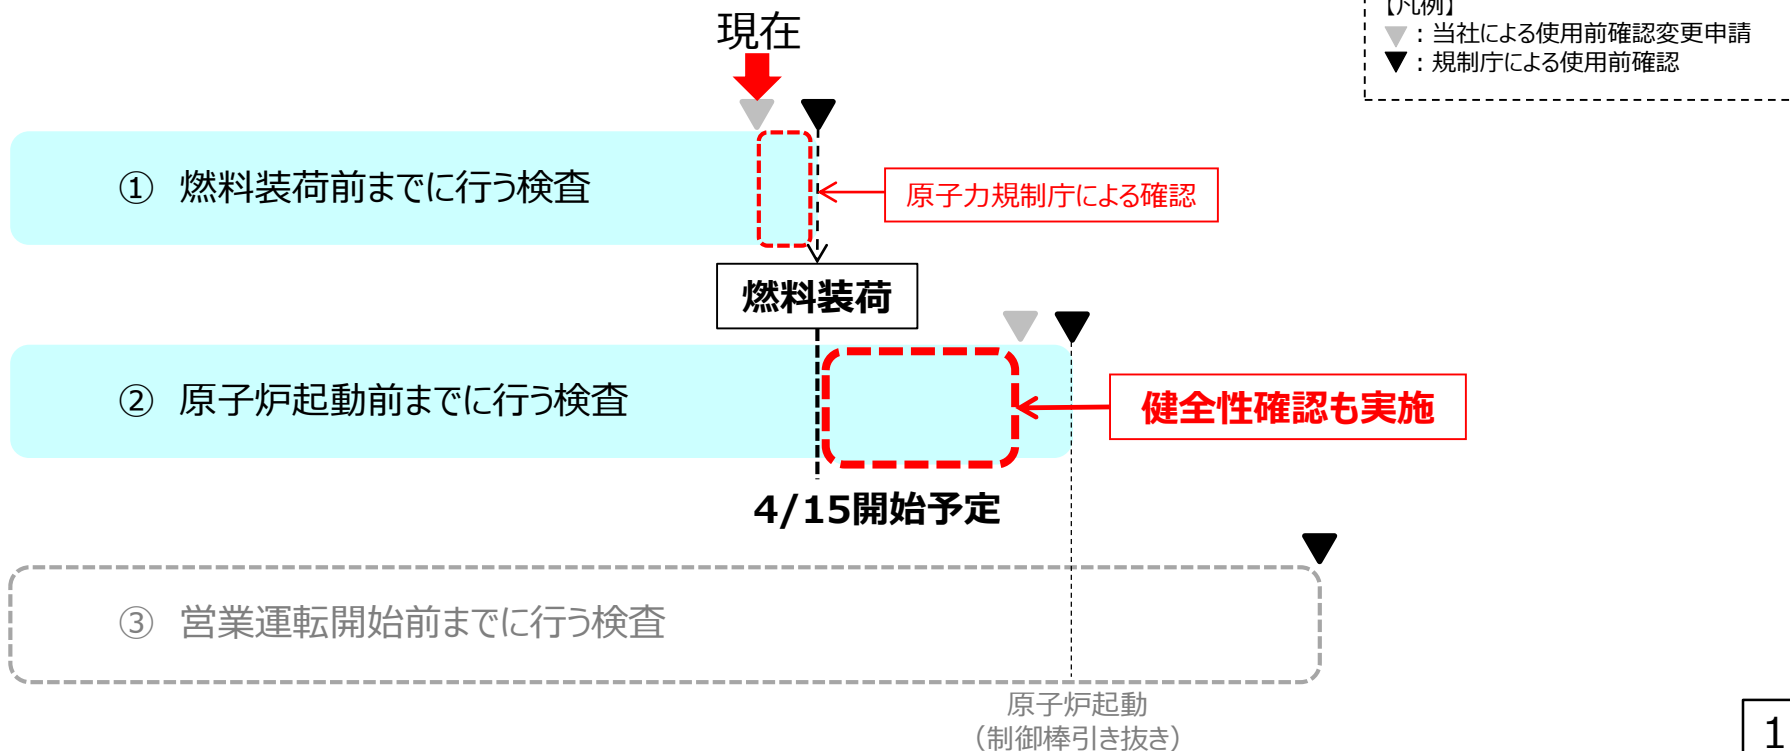 【凡例】
▼：当社による使用前確認変更申請
▼：規制庁による使用前確認
現在
① 燃料装荷前までに行う検査
原子力規制庁による確認
燃料装荷
② 原子炉起動前までに行う検査
健全性確認も実施
4/15開始予定
③ 営業運転開始前までに行う検査
原子炉起動
（制御棒引き抜き）
1